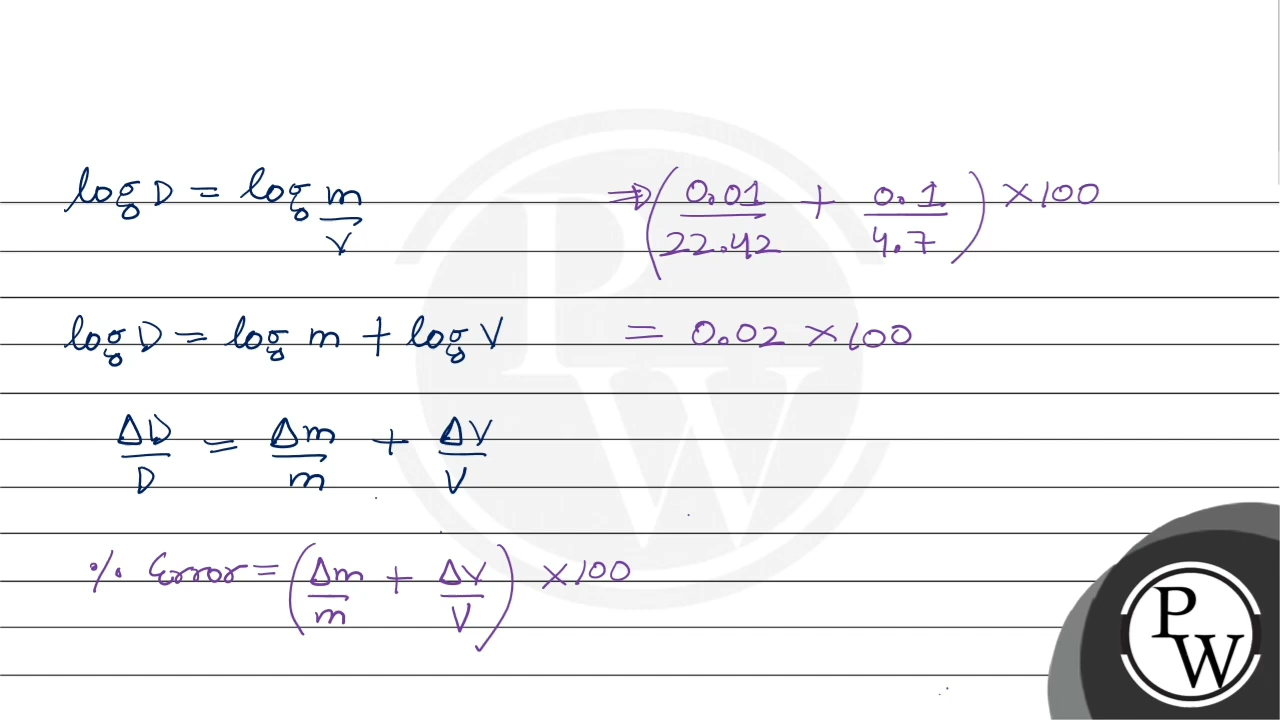 log D = log m/V
log D = log m + log V
ΔD/D = Δm/m + ΔV/V
% Error = (Δm/m + ΔV/V) × 100
⇒ (0.01/22.42 + 0.1/4.7) × 100
= 0.02 × 100
PW
PW